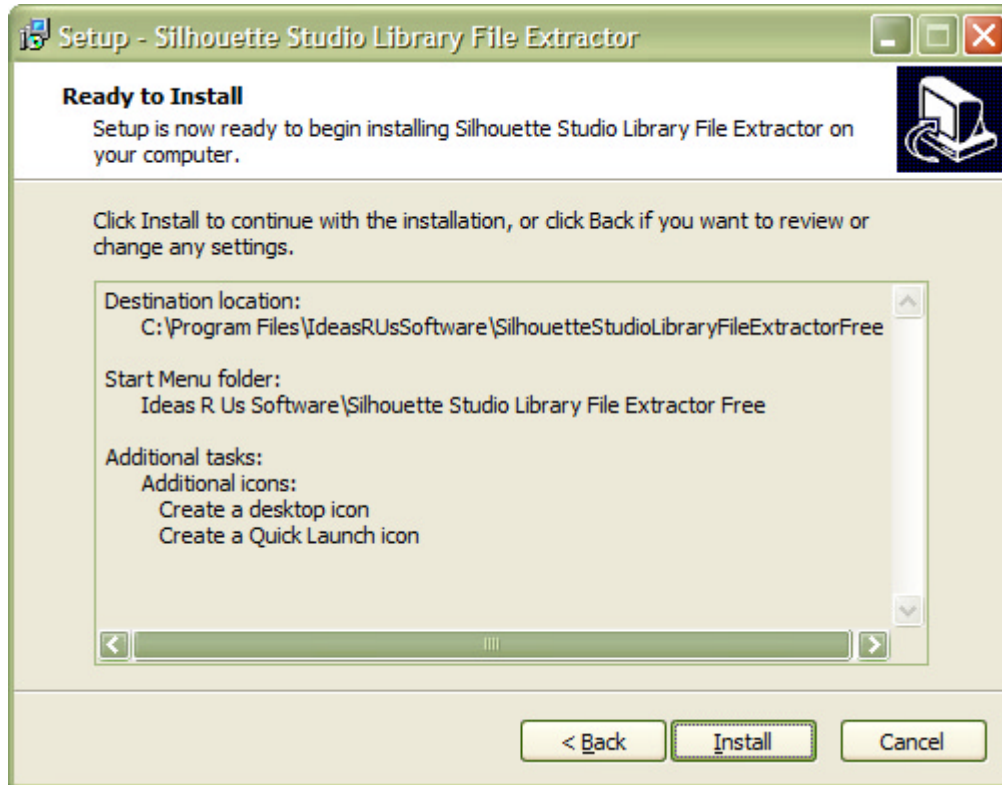 Setup - Silhouette Studio Library File Extractor
Ready to Install
Setup is now ready to begin installing Silhouette Studio Library File Extractor on
your computer.
Click Install to continue with the installation, or click Back if you want to review or
change any settings.
Destination location:
C:\Program Files\IdeasRUsSoftware\SilhouetteStudioLibraryFileExtractorFree
Start Menu folder:
Ideas R Us Software\Silhouette Studio Library File Extractor Free
Additional tasks:
Additional icons:
Create a desktop icon
Create a Quick Launch icon
< Back Install Cancel